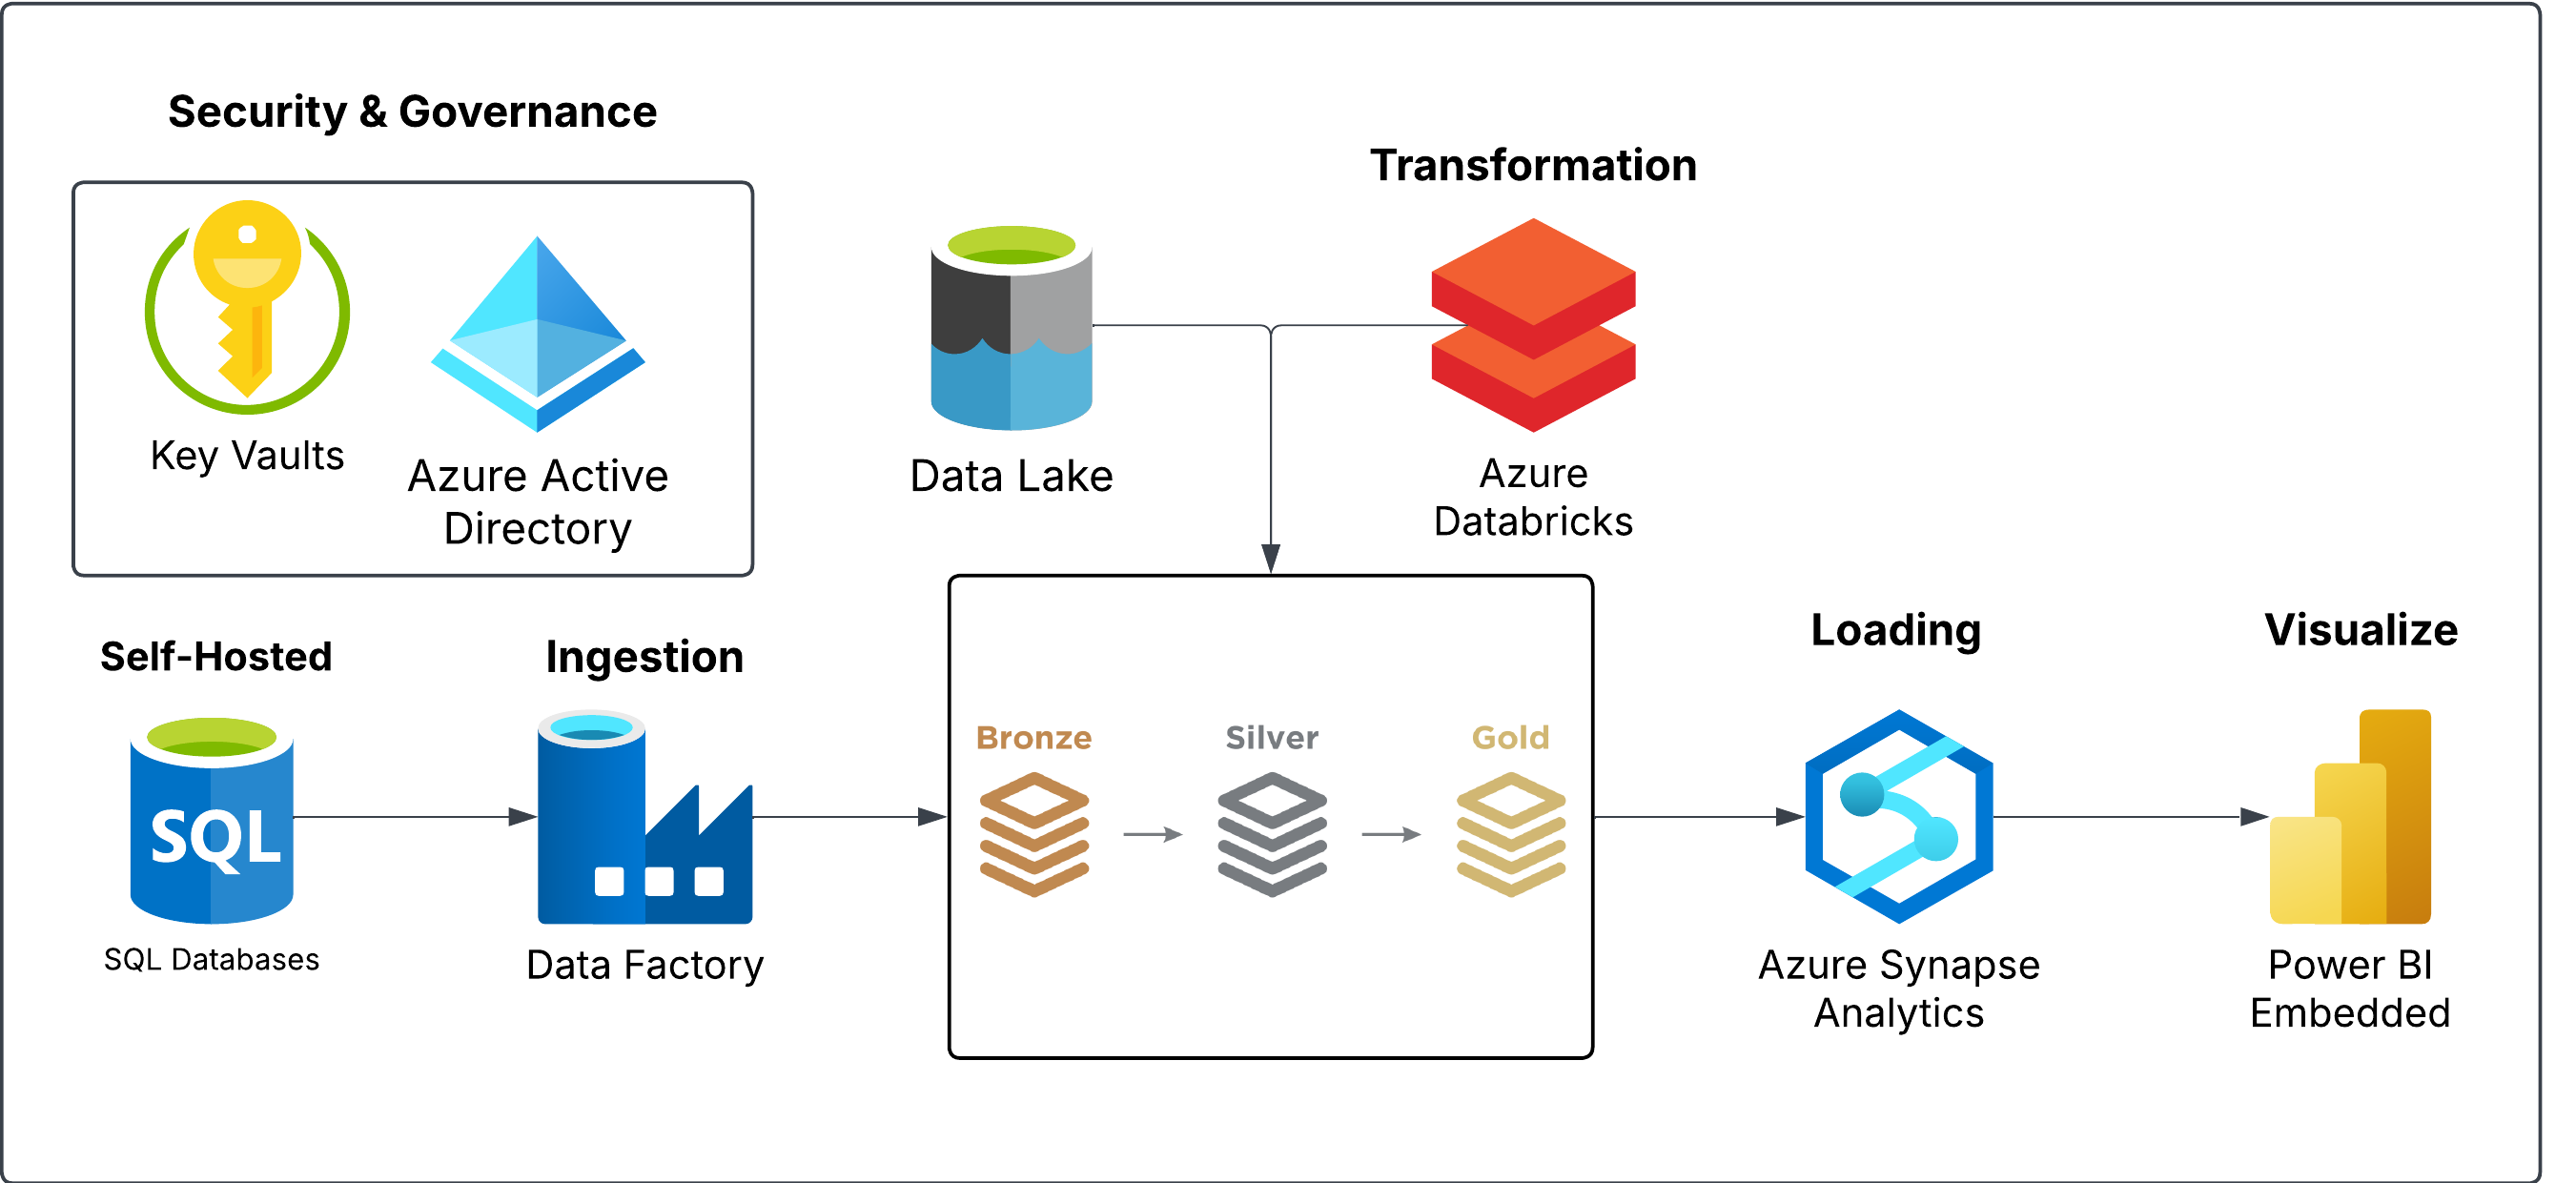 Security & Governance
Key Vaults
Azure Active
Directory
Data Lake
Transformation
Azure
Databricks
Self-Hosted
SQL
SQL Databases
Ingestion
Data Factory
Bronze
Silver
Gold
Loading
Azure Synapse
Analytics
Visualize
Power BI
Embedded